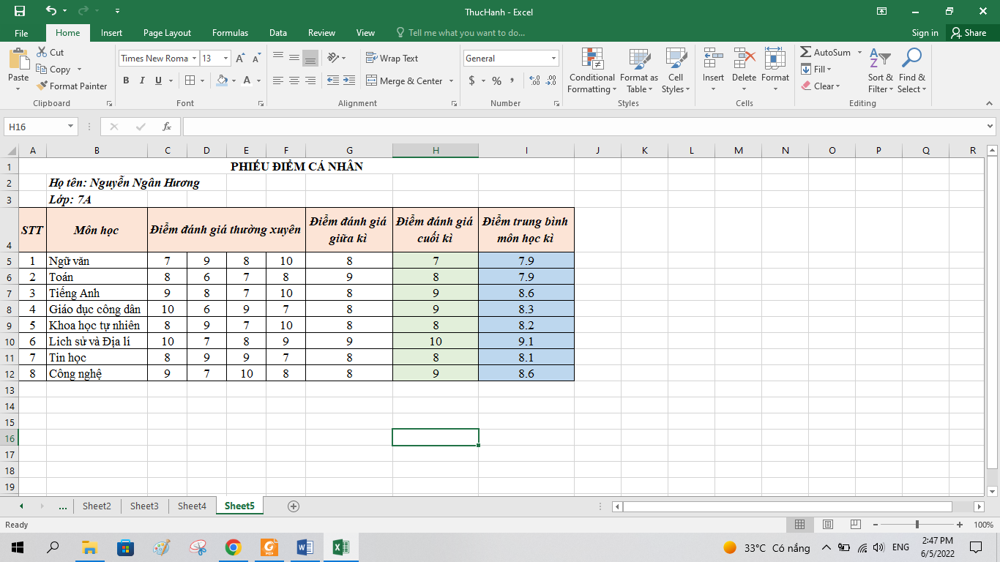 ThucHanh - Excel
File Home Insert Page Layout Formulas Data Review View Tell me what you want to do... Sign in Share
Paste Cut Copy Format Painter Clipboard
Times New Roma 13 B I U A Font
Wrap Text Merge & Center Alignment
General $ % , .00 .0 Number
Conditional Formatting Format as Table Cell Styles Styles
Insert Delete Format Cells
AutoSum Fill Clear Sort & Filter Find & Select Editing
H16 fx
A B C D E F G H I J K L M N O P Q R
1 PHIẾU ĐIỂM CÁ NHÂN
2 Họ tên: Nguyễn Ngân Hương
3 Lớp: 7A
4 STT Môn học Điểm đánh giá thường xuyên Điểm đánh giá giữa kì Điểm đánh giá cuối kì Điểm trung bình môn học kì
5 1 Ngữ văn 7 9 8 10 8 7 7.9
6 2 Toán 8 6 7 8 9 8 7.9
7 3 Tiếng Anh 9 8 7 10 8 9 8.6
8 4 Giáo dục công dân 10 6 9 7 8 9 8.3
9 5 Khoa học tự nhiên 8 9 7 10 8 8 8.2
10 6 Lich sử và Địa lí 10 7 8 9 9 10 9.1
11 7 Tin học 8 9 9 7 8 8 8.1
12 8 Công nghệ 9 7 10 8 8 9 8.6
13
14
15
16
17
18
19
... Sheet2 Sheet3 Sheet4 Sheet5
Ready 100%
33°C Có nắng ENG 2:47 PM
6/5/2022